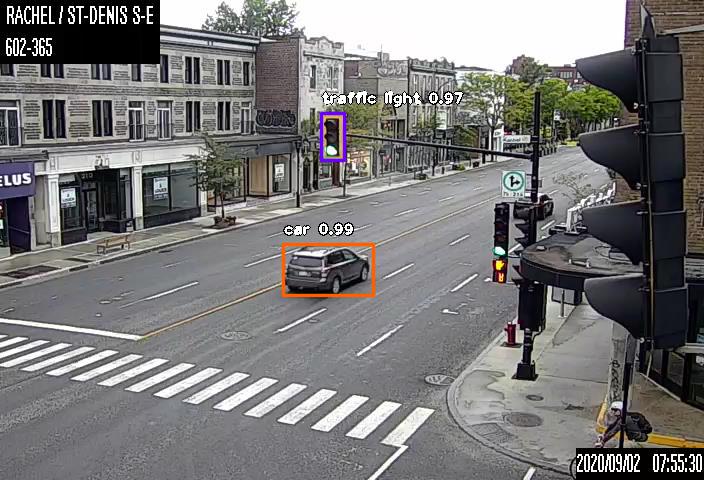 RACHEL / ST-DENIS S-E
602-365
traffic light 0.97
car 0.99
ELUS
2020/09/02 07:55:30